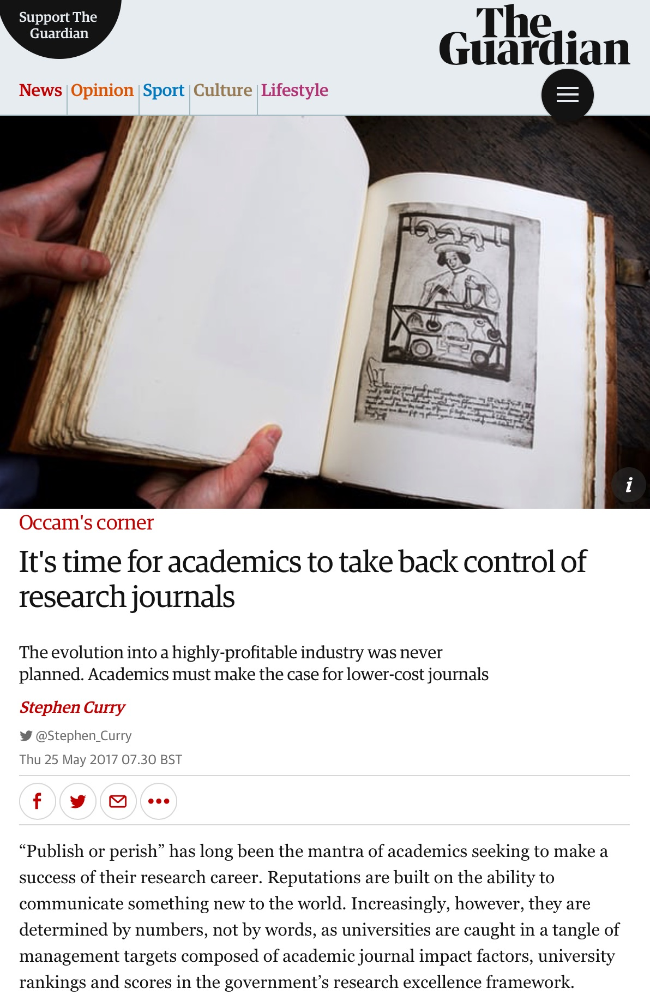 Support The
Guardian
The
Guardian
News Opinion Sport Culture Lifestyle
i
Occam's corner
It's time for academics to take back control of
research journals
The evolution into a highly-profitable industry was never
planned. Academics must make the case for lower-cost journals
Stephen Curry
@Stephen_Curry
Thu 25 May 2017 07.30 BST
f
“Publish or perish” has long been the mantra of academics seeking to make a
success of their research career. Reputations are built on the ability to
communicate something new to the world. Increasingly, however, they are
determined by numbers, not by words, as universities are caught in a tangle of
management targets composed of academic journal impact factors, university
rankings and scores in the government’s research excellence framework.